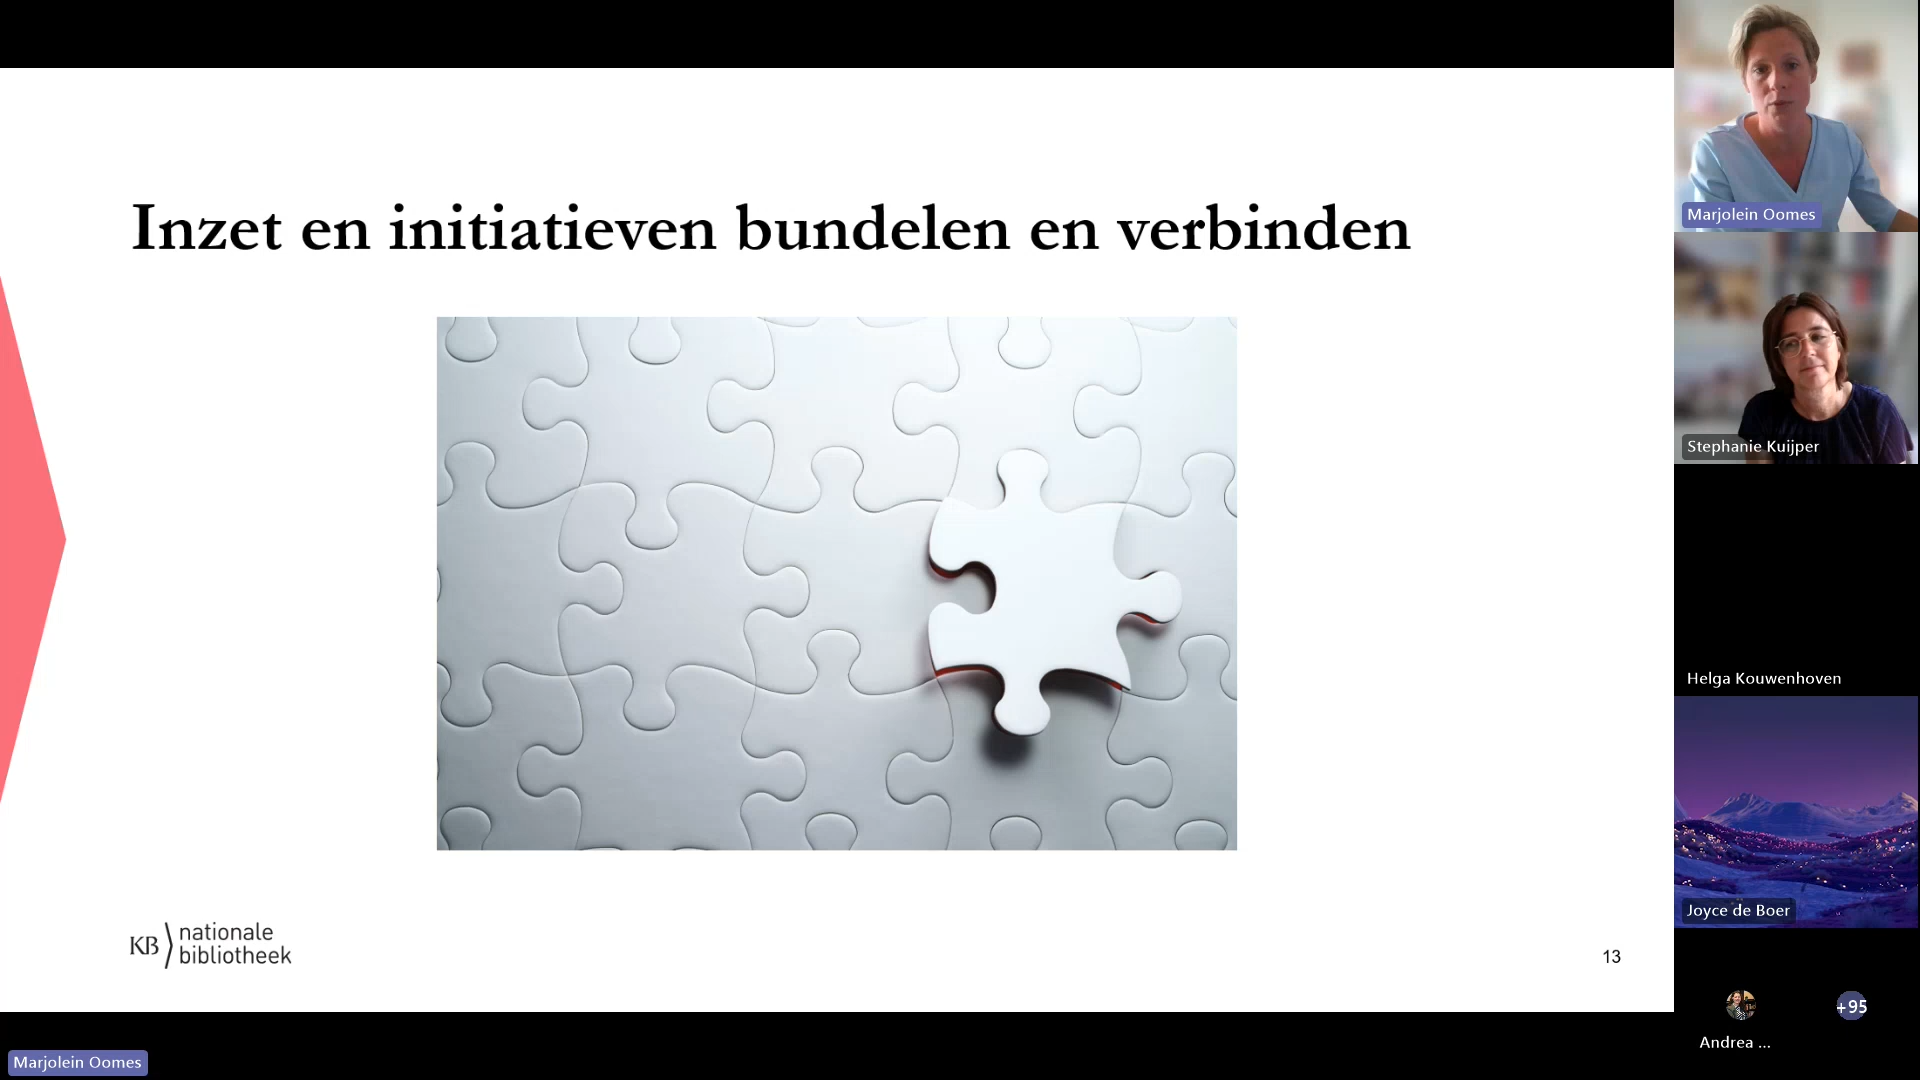 Inzet en initiatieven bundelen en verbinden
KB nationale
bibliotheek
13
Marjolein Oomes
Stephanie Kuijper
Helga Kouwenhoven
Joyce de Boer
Andrea ...
+95
Marjolein Oomes